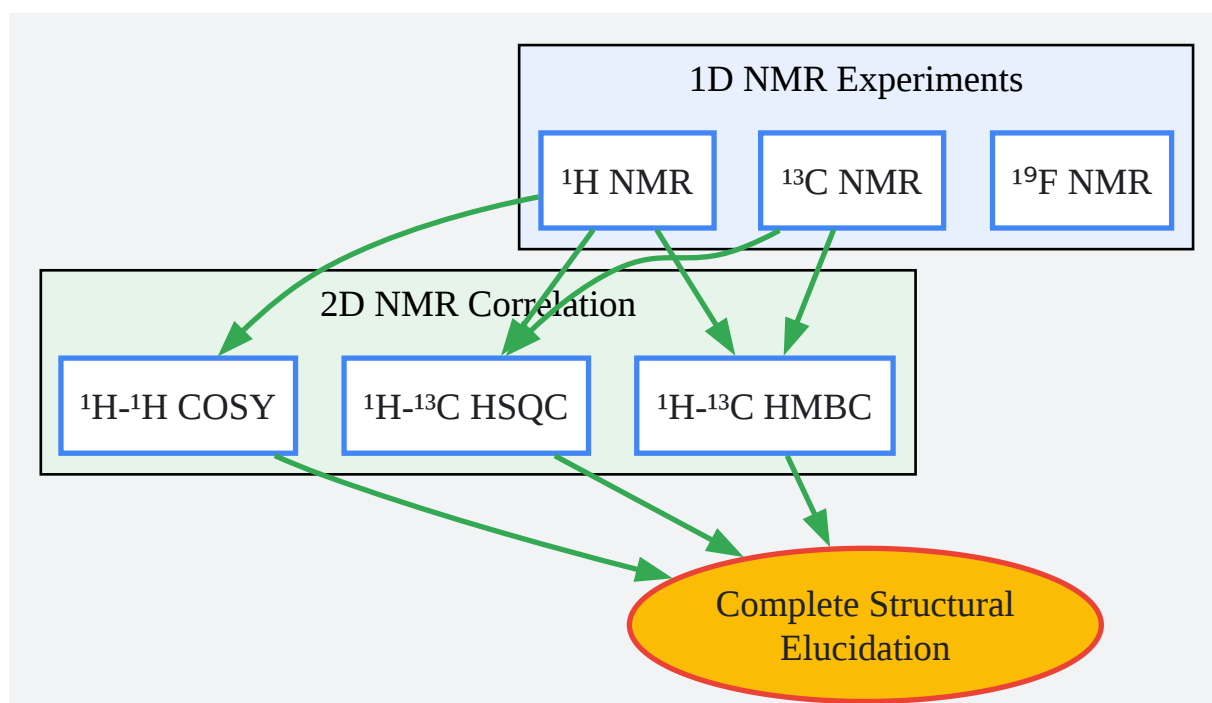 1D NMR Experiments
¹H NMR
¹³C NMR
¹⁹F NMR
2D NMR Correlation
¹H-¹H COSY
¹H-¹³C HSQC
¹H-¹³C HMBC
Complete Structural
Elucidation